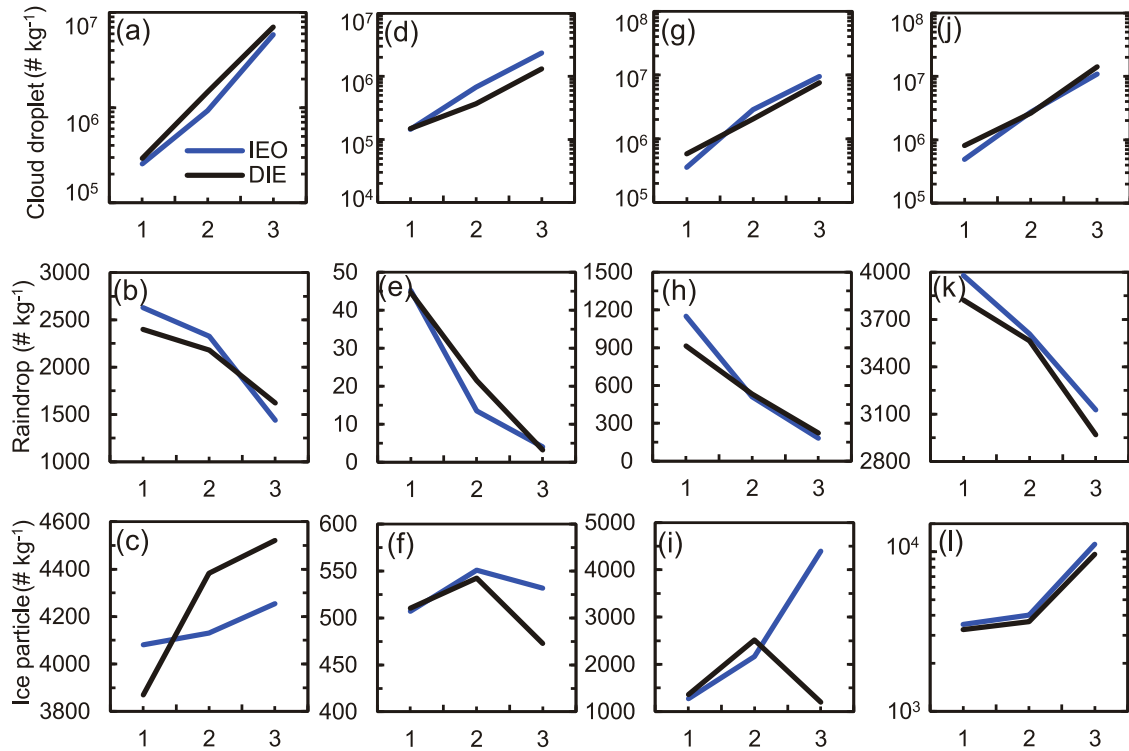 Cloud droplet (# kg⁻¹)
10⁷
10⁶
10⁵
(a)
IEO
DIE
1 2 3
10⁷
10⁶
10⁵
10⁴
(d)
1 2 3
10⁸
10⁷
10⁶
10⁵
(g)
1 2 3
10⁸
10⁷
10⁶
10⁵
(j)
1 2 3
Raindrop (# kg⁻¹)
3000
2500
2000
1500
1000
(b)
1 2 3
50
40
30
20
10
0
(e)
1 2 3
1500
1200
900
600
300
0
(h)
1 2 3
4000
3700
3400
3100
2800
(k)
1 2 3
Ice particle (# kg⁻¹)
4600
4400
4200
4000
3800
(c)
1 2 3
600
550
500
450
400
(f)
1 2 3
5000
4000
3000
2000
1000
(i)
1 2 3
10⁴
10³
(l)
1 2 3